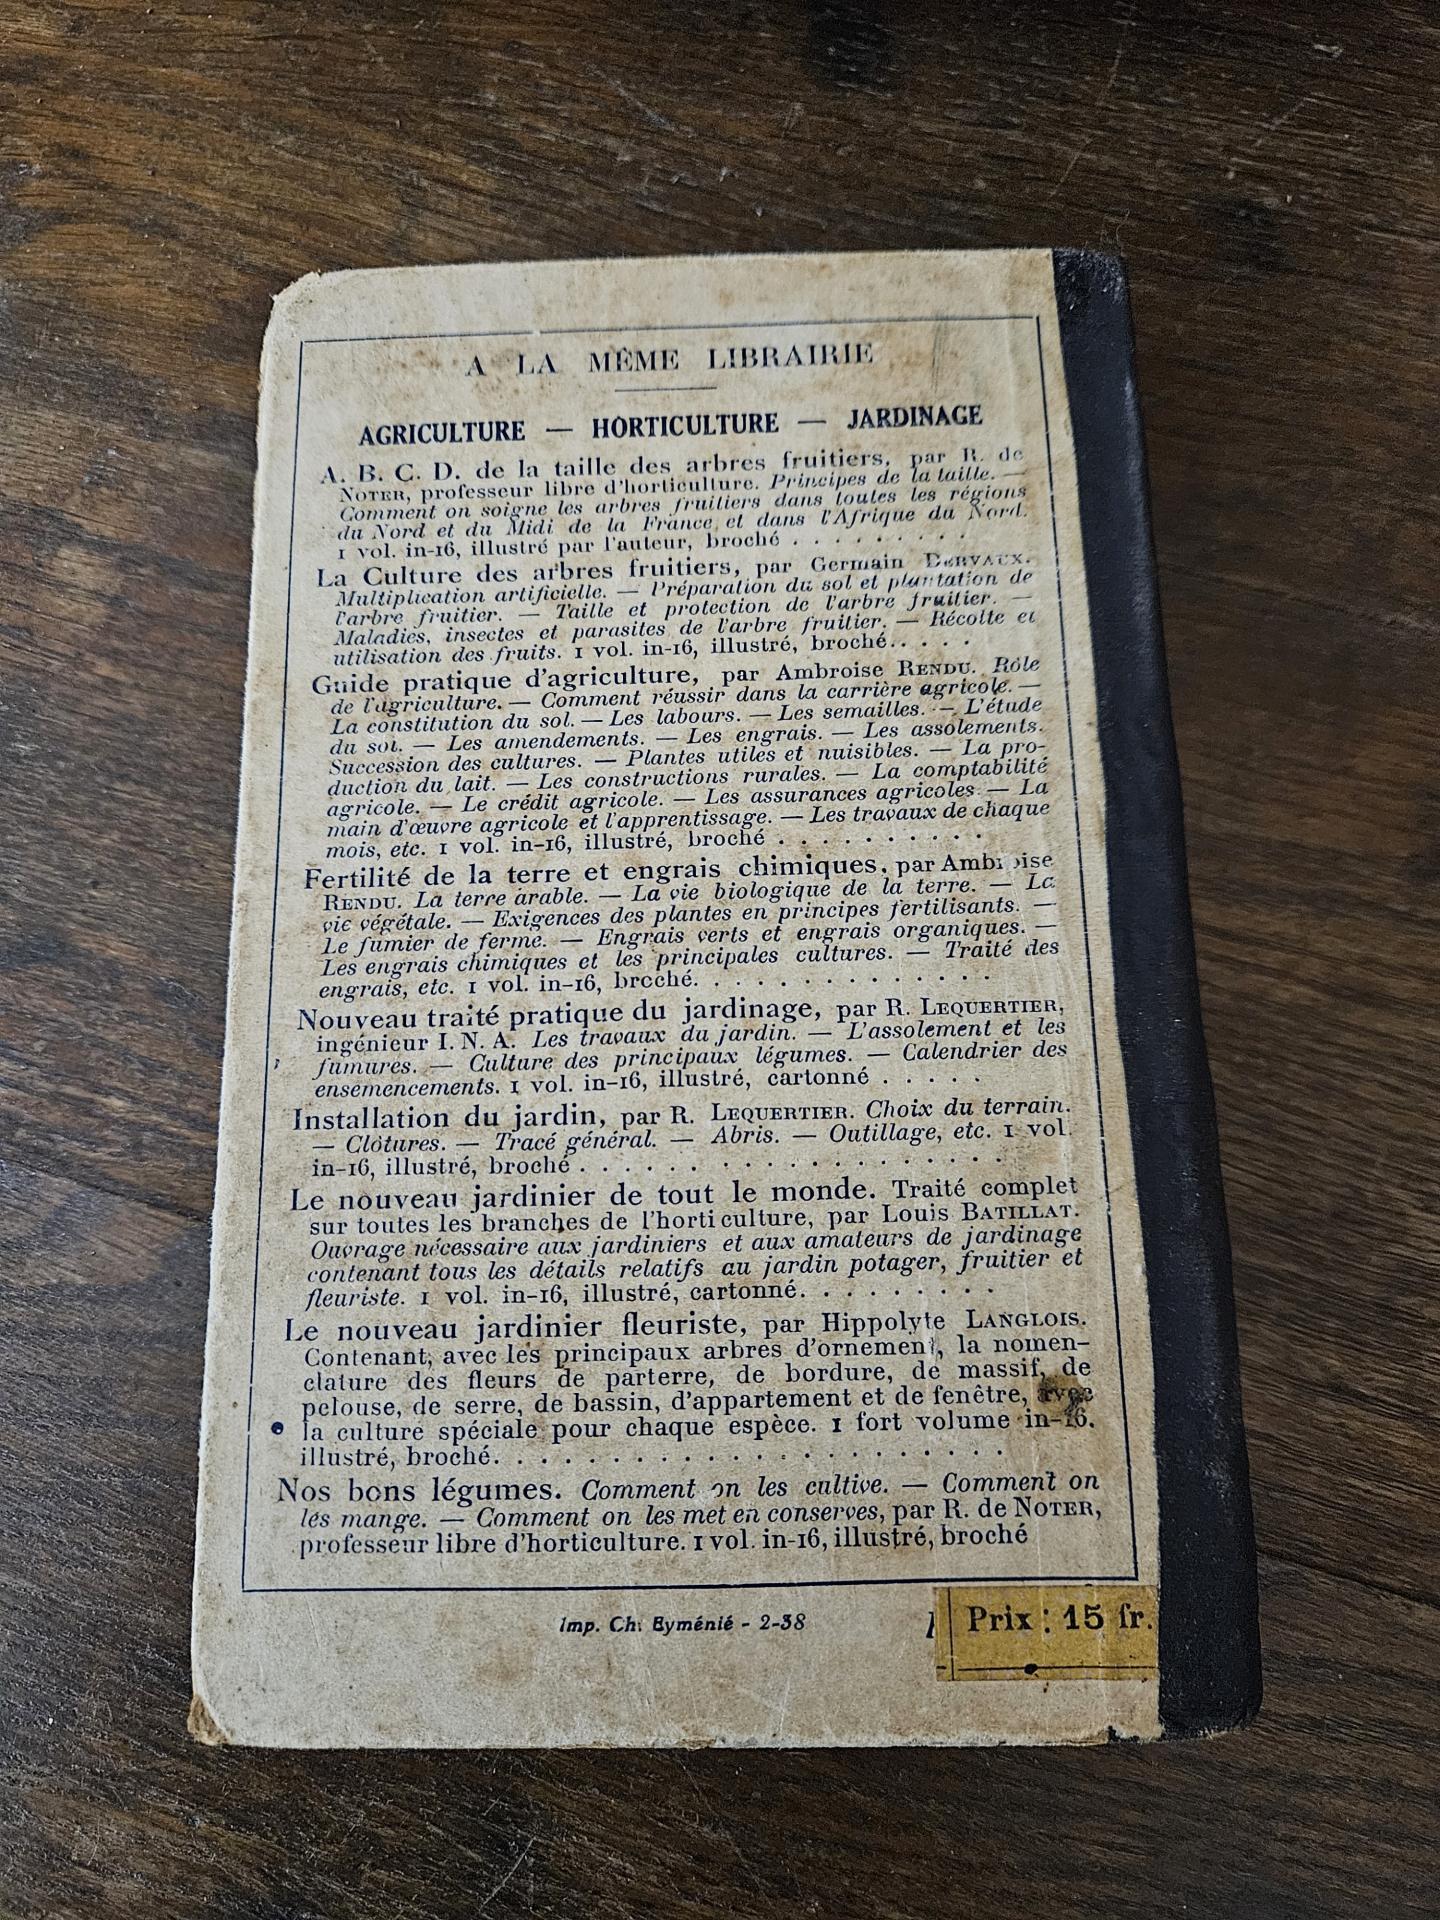 A LA MÊME LIBRAIRIE
AGRICULTURE — HORTICULTURE — JARDINAGE
A. B. C. D. de la taille des arbres fruitiers, par R. de
NOTER, professeur libre d'horticulture. Principes de la taille. —
Comment on soigne les arbres fruitiers dans toutes les régions
du Nord et du Midi de la France et dans l'Afrique du Nord.
1 vol. in-16, illustré par l'auteur, broché . . . . . . . . .
La Culture des arbres fruitiers, par Germain DERVAUX.
Multiplication artificielle. — Préparation du sol et plantation de
l'arbre fruitier. — Taille et protection de l'arbre fruitier. —
Maladies, insectes et parasites de l'arbre fruitier. — Récolte et
utilisation des fruits. 1 vol. in-16, illustré, broché. . . . .
Guide pratique d'agriculture, par Ambroise RENDU. Rôle
de l'agriculture. — Comment réussir dans la carrière agricole. —
La constitution du sol. — Les labours. — Les semailles. — L'étude
du sol. — Les amendements. — Les engrais. — Les assolements.
Succession des cultures. — Plantes utiles et nuisibles. — La pro-
duction du lait. — Les constructions rurales. — La comptabilité
agricole. — Le crédit agricole. — Les assurances agricoles — La
main d'œuvre agricole et l'apprentissage. — Les travaux de chaque
mois, etc. 1 vol. in-16, illustré, broché . . . . . . . . . .
Fertilité de la terre et engrais chimiques, par Ambroise
RENDU. La terre arable. — La vie biologique de la terre. — La
vie végétale. — Exigences des plantes en principes fertilisants. —
Le fumier de ferme. — Engrais verts et engrais organiques. —
Les engrais chimiques et les principales cultures. — Traité des
engrais, etc. 1 vol. in-16, broché. . . . . . . . . . . . . .
Nouveau traité pratique du jardinage, par R. LEQUERTIER,
ingénieur I. N. A. Les travaux du jardin. — L'assolement et les
fumures. — Culture des principaux légumes. — Calendrier des
ensemencements. 1 vol. in-16, illustré, cartonné . . . . .
Installation du jardin, par R. LEQUERTIER. Choix du terrain.
— Clôtures. — Tracé général. — Abris. — Outillage, etc. 1 vol.
in-16, illustré, broché . . . . . . . . . . . . . . . . . . .
Le nouveau jardinier de tout le monde. Traité complet
sur toutes les branches de l'horticulture, par Louis BATILLAT.
Ouvrage nécessaire aux jardiniers et aux amateurs de jardinage
contenant tous les détails relatifs au jardin potager, fruitier et
fleuriste. 1 vol. in-16, illustré, cartonné. . . . . . . . .
Le nouveau jardinier fleuriste, par Hippolyte LANGLOIS.
Contenant, avec les principaux arbres d'ornement, la nomen-
clature des fleurs de parterre, de bordure, de massif, de
pelouse, de serre, de bassin, d'appartement et de fenêtre, avec
la culture spéciale pour chaque espèce. 1 fort volume in-16.
illustré, broché. . . . . . . . . . . . . . . . . . . .
Nos bons légumes. Comment on les cultive. — Comment on
les mange. — Comment on les met en conserves, par R. de NOTER,
professeur libre d'horticulture. 1 vol. in-16, illustré, broché
Imp. Ch. Eyménié - 2-38
Prix : 15 fr.